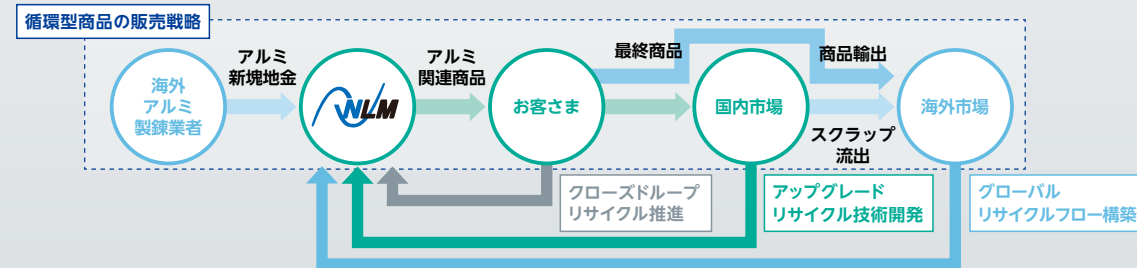 循環型商品の販売戦略
海外
アルミ
製錬業者
アルミ
新塊地金
NLM
アルミ
関連商品
お客さま
最終商品
国内市場
商品輸出
スクラップ
流出
海外市場
クローズドループ
リサイクル推進
アップグレード
リサイクル技術開発
グローバル
リサイクルフロー構築